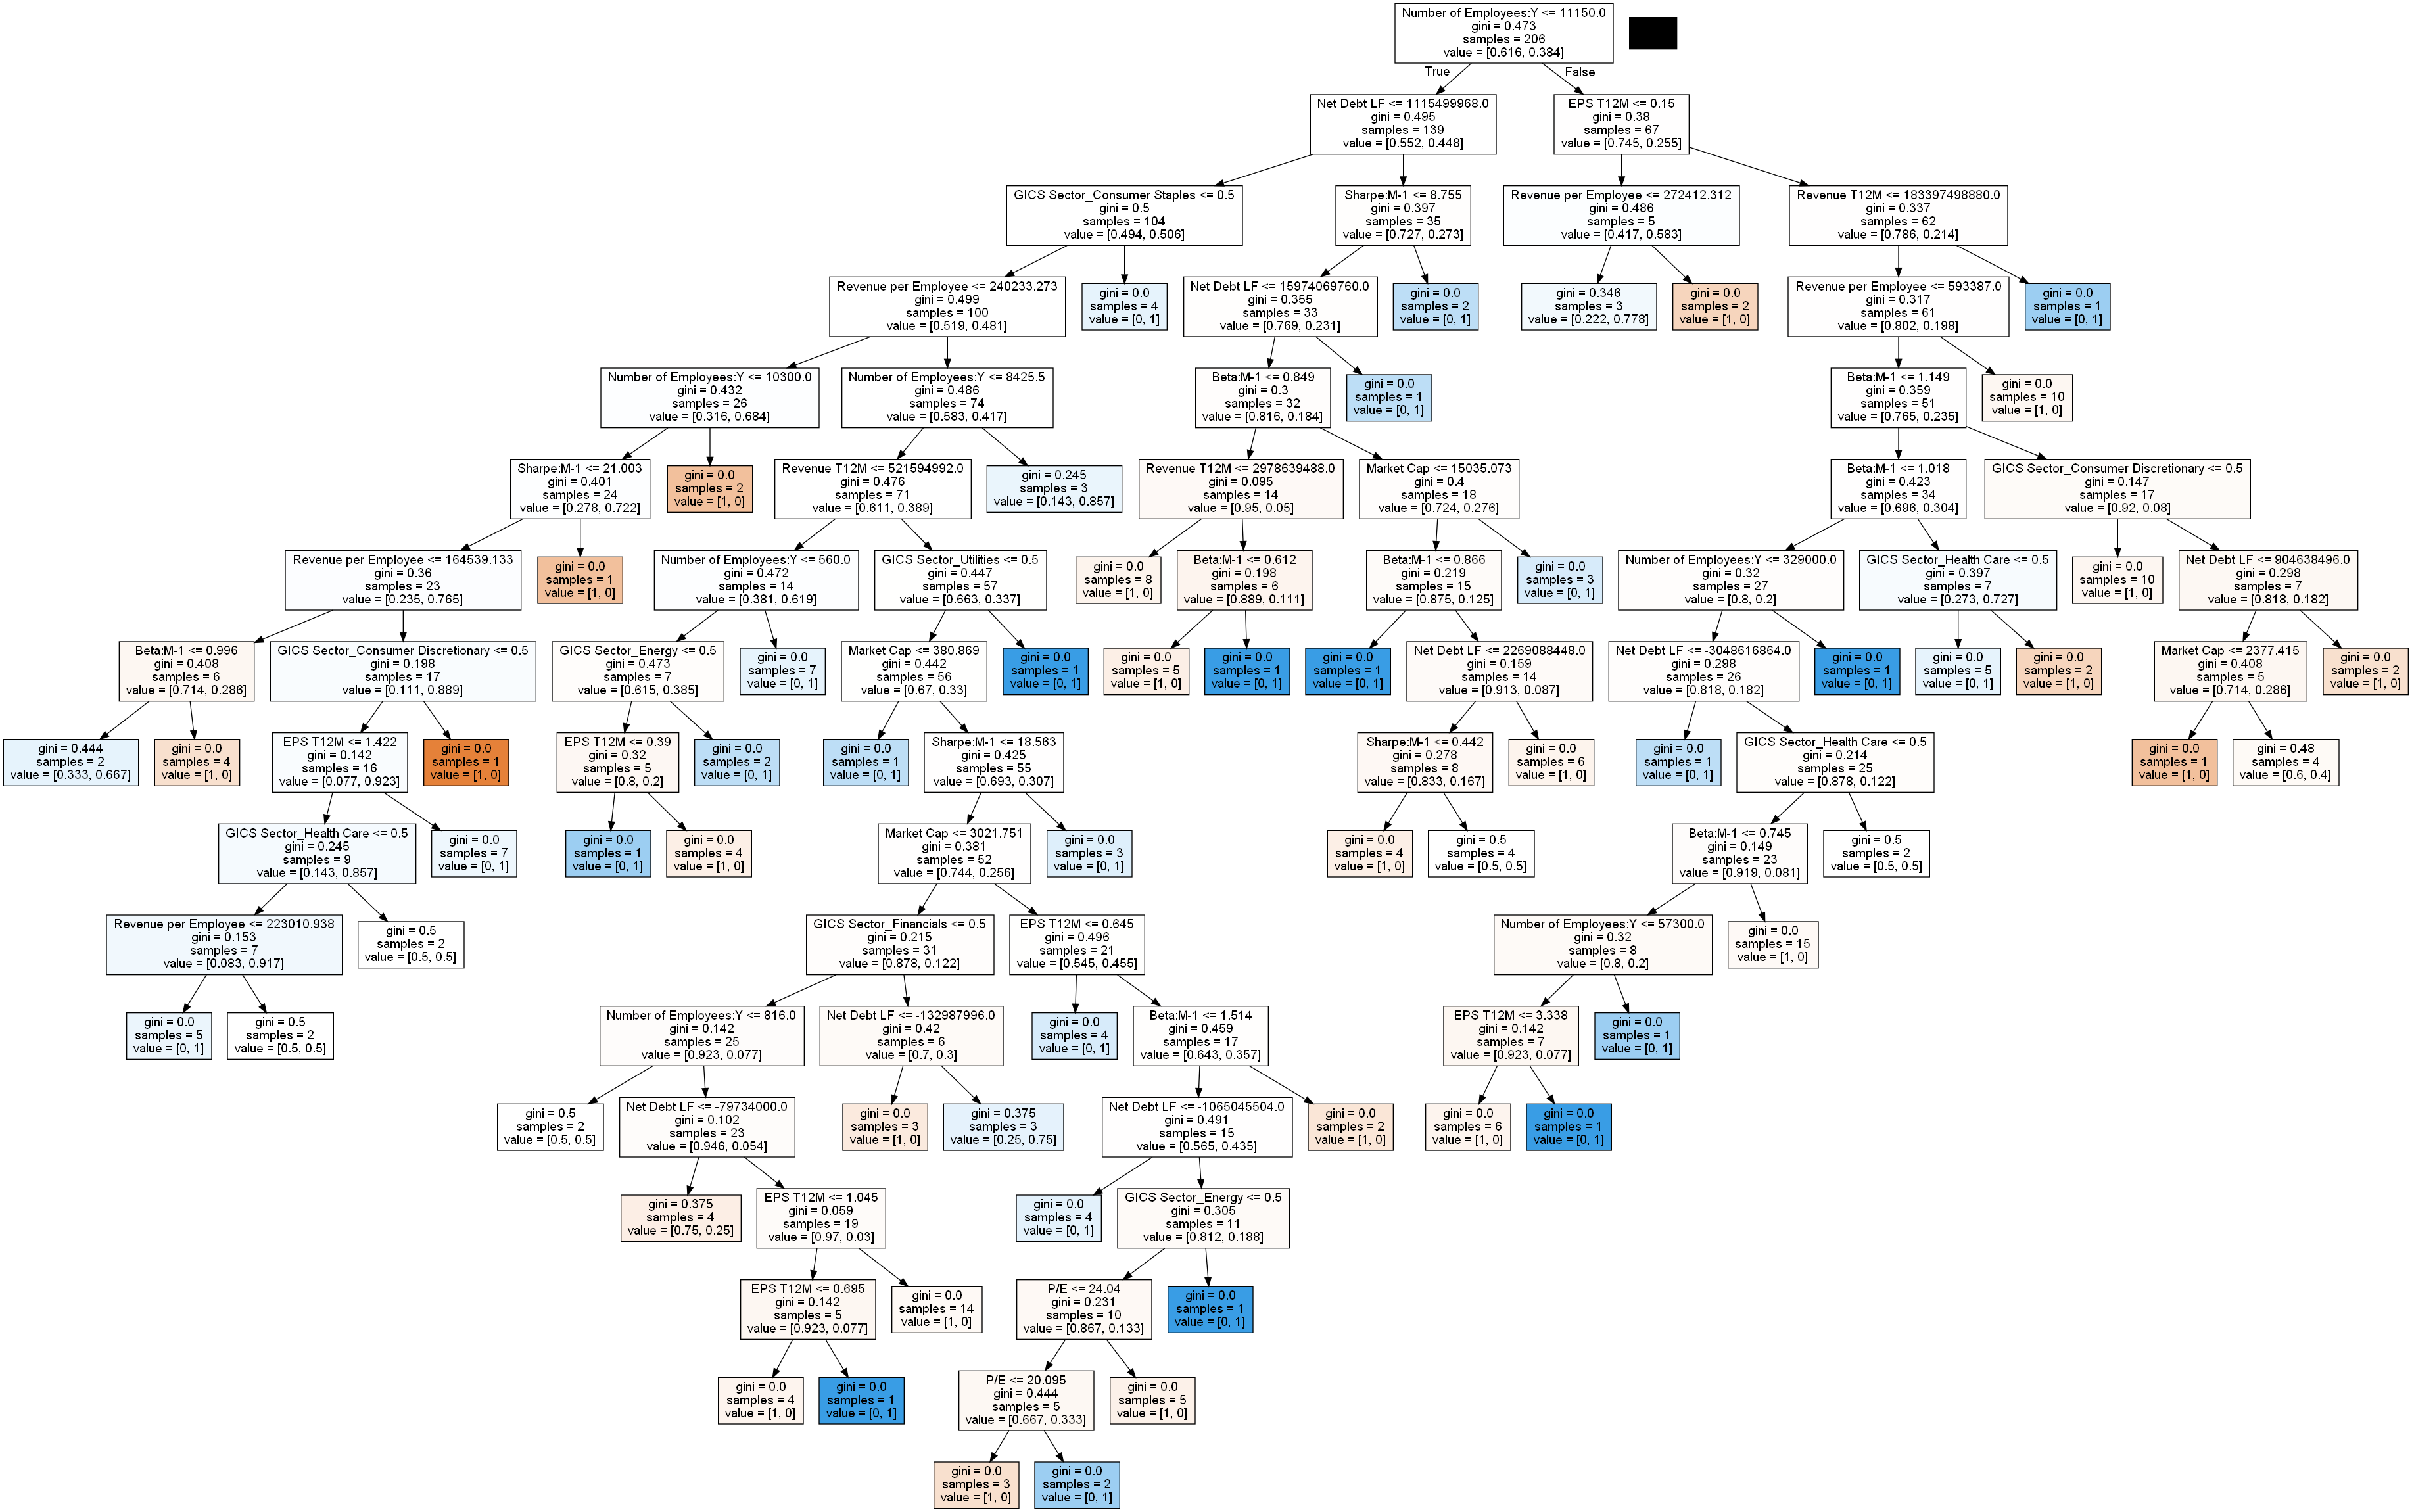 Number of Employees:Y <= 11150.0
gini = 0.473
samples = 206
value = [0.616, 0.384]
True
False
Net Debt LF <= 1115499968.0
gini = 0.495
samples = 139
value = [0.552, 0.448]
EPS T12M <= 0.15
gini = 0.38
samples = 67
value = [0.745, 0.255]
GICS Sector_Consumer Staples <= 0.5
gini = 0.5
samples = 104
value = [0.494, 0.506]
Sharpe:M-1 <= 8.755
gini = 0.397
samples = 35
value = [0.727, 0.273]
Revenue per Employee <= 272412.312
gini = 0.486
samples = 5
value = [0.417, 0.583]
Revenue T12M <= 183397498880.0
gini = 0.337
samples = 62
value = [0.786, 0.214]
Revenue per Employee <= 240233.273
gini = 0.499
samples = 100
value = [0.519, 0.481]
gini = 0.0
samples = 4
value = [0, 1]
Net Debt LF <= 15974069760.0
gini = 0.355
samples = 33
value = [0.769, 0.231]
gini = 0.0
samples = 2
value = [0, 1]
gini = 0.346
samples = 3
value = [0.222, 0.778]
gini = 0.0
samples = 2
value = [1, 0]
Revenue per Employee <= 593387.0
gini = 0.317
samples = 61
value = [0.802, 0.198]
gini = 0.0
samples = 1
value = [0, 1]
Number of Employees:Y <= 10300.0
gini = 0.432
samples = 26
value = [0.316, 0.684]
Number of Employees:Y <= 8425.5
gini = 0.486
samples = 74
value = [0.583, 0.417]
Beta:M-1 <= 0.849
gini = 0.3
samples = 32
value = [0.816, 0.184]
gini = 0.0
samples = 1
value = [0, 1]
Beta:M-1 <= 1.149
gini = 0.359
samples = 51
value = [0.765, 0.235]
gini = 0.0
samples = 10
value = [1, 0]
Sharpe:M-1 <= 21.003
gini = 0.401
samples = 24
value = [0.278, 0.722]
gini = 0.0
samples = 2
value = [1, 0]
Revenue T12M <= 521594992.0
gini = 0.476
samples = 71
value = [0.611, 0.389]
gini = 0.245
samples = 3
value = [0.143, 0.857]
Revenue T12M <= 2978639488.0
gini = 0.095
samples = 14
value = [0.95, 0.05]
Market Cap <= 15035.073
gini = 0.4
samples = 18
value = [0.724, 0.276]
Beta:M-1 <= 1.018
gini = 0.423
samples = 34
value = [0.696, 0.304]
GICS Sector_Consumer Discretionary <= 0.5
gini = 0.147
samples = 17
value = [0.92, 0.08]
Revenue per Employee <= 164539.133
gini = 0.36
samples = 23
value = [0.235, 0.765]
gini = 0.0
samples = 1
value = [1, 0]
Number of Employees:Y <= 560.0
gini = 0.472
samples = 14
value = [0.381, 0.619]
GICS Sector_Utilities <= 0.5
gini = 0.447
samples = 57
value = [0.663, 0.337]
gini = 0.0
samples = 8
value = [1, 0]
Beta:M-1 <= 0.612
gini = 0.198
samples = 6
value = [0.889, 0.111]
Beta:M-1 <= 0.866
gini = 0.219
samples = 15
value = [0.875, 0.125]
gini = 0.0
samples = 3
value = [0, 1]
Number of Employees:Y <= 329000.0
gini = 0.32
samples = 27
value = [0.8, 0.2]
GICS Sector_Health Care <= 0.5
gini = 0.397
samples = 7
value = [0.273, 0.727]
gini = 0.0
samples = 10
value = [1, 0]
Net Debt LF <= 904638496.0
gini = 0.298
samples = 7
value = [0.818, 0.182]
Beta:M-1 <= 0.996
gini = 0.408
samples = 6
value = [0.714, 0.286]
GICS Sector_Consumer Discretionary <= 0.5
gini = 0.198
samples = 17
value = [0.111, 0.889]
GICS Sector_Energy <= 0.5
gini = 0.473
samples = 7
value = [0.615, 0.385]
gini = 0.0
samples = 7
value = [0, 1]
Market Cap <= 380.869
gini = 0.442
samples = 56
value = [0.67, 0.33]
gini = 0.0
samples = 1
value = [0, 1]
gini = 0.0
samples = 5
value = [1, 0]
gini = 0.0
samples = 1
value = [0, 1]
gini = 0.0
samples = 1
value = [0, 1]
Net Debt LF <= 2269088448.0
gini = 0.159
samples = 14
value = [0.913, 0.087]
Net Debt LF <= -3048616864.0
gini = 0.298
samples = 26
value = [0.818, 0.182]
gini = 0.0
samples = 1
value = [0, 1]
gini = 0.0
samples = 5
value = [0, 1]
gini = 0.0
samples = 2
value = [1, 0]
Market Cap <= 2377.415
gini = 0.408
samples = 5
value = [0.714, 0.286]
gini = 0.0
samples = 2
value = [1, 0]
gini = 0.444
samples = 2
value = [0.333, 0.667]
gini = 0.0
samples = 4
value = [1, 0]
EPS T12M <= 1.422
gini = 0.142
samples = 16
value = [0.077, 0.923]
gini = 0.0
samples = 1
value = [1, 0]
EPS T12M <= 0.39
gini = 0.32
samples = 5
value = [0.8, 0.2]
gini = 0.0
samples = 2
value = [0, 1]
gini = 0.0
samples = 1
value = [0, 1]
Sharpe:M-1 <= 18.563
gini = 0.425
samples = 55
value = [0.693, 0.307]
Sharpe:M-1 <= 0.442
gini = 0.278
samples = 8
value = [0.833, 0.167]
gini = 0.0
samples = 6
value = [1, 0]
gini = 0.0
samples = 1
value = [0, 1]
GICS Sector_Health Care <= 0.5
gini = 0.214
samples = 25
value = [0.878, 0.122]
gini = 0.0
samples = 1
value = [1, 0]
gini = 0.48
samples = 4
value = [0.6, 0.4]
GICS Sector_Health Care <= 0.5
gini = 0.245
samples = 9
value = [0.143, 0.857]
gini = 0.0
samples = 7
value = [0, 1]
gini = 0.0
samples = 1
value = [0, 1]
gini = 0.0
samples = 4
value = [1, 0]
Market Cap <= 3021.751
gini = 0.381
samples = 52
value = [0.744, 0.256]
gini = 0.0
samples = 3
value = [0, 1]
gini = 0.0
samples = 4
value = [1, 0]
gini = 0.5
samples = 4
value = [0.5, 0.5]
Beta:M-1 <= 0.745
gini = 0.149
samples = 23
value = [0.919, 0.081]
gini = 0.5
samples = 2
value = [0.5, 0.5]
Revenue per Employee <= 223010.938
gini = 0.153
samples = 7
value = [0.083, 0.917]
gini = 0.5
samples = 2
value = [0.5, 0.5]
GICS Sector_Financials <= 0.5
gini = 0.215
samples = 31
value = [0.878, 0.122]
EPS T12M <= 0.645
gini = 0.496
samples = 21
value = [0.545, 0.455]
Number of Employees:Y <= 57300.0
gini = 0.32
samples = 8
value = [0.8, 0.2]
gini = 0.0
samples = 15
value = [1, 0]
gini = 0.0
samples = 5
value = [0, 1]
gini = 0.5
samples = 2
value = [0.5, 0.5]
Number of Employees:Y <= 816.0
gini = 0.142
samples = 25
value = [0.923, 0.077]
Net Debt LF <= -132987996.0
gini = 0.42
samples = 6
value = [0.7, 0.3]
gini = 0.0
samples = 4
value = [0, 1]
Beta:M-1 <= 1.514
gini = 0.459
samples = 17
value = [0.643, 0.357]
EPS T12M <= 3.338
gini = 0.142
samples = 7
value = [0.923, 0.077]
gini = 0.0
samples = 1
value = [0, 1]
gini = 0.5
samples = 2
value = [0.5, 0.5]
Net Debt LF <= -79734000.0
gini = 0.102
samples = 23
value = [0.946, 0.054]
gini = 0.0
samples = 3
value = [1, 0]
gini = 0.375
samples = 3
value = [0.25, 0.75]
Net Debt LF <= -1065045504.0
gini = 0.491
samples = 15
value = [0.565, 0.435]
gini = 0.0
samples = 2
value = [1, 0]
gini = 0.0
samples = 6
value = [1, 0]
gini = 0.0
samples = 1
value = [0, 1]
gini = 0.375
samples = 4
value = [0.75, 0.25]
EPS T12M <= 1.045
gini = 0.059
samples = 19
value = [0.97, 0.03]
gini = 0.0
samples = 4
value = [0, 1]
GICS Sector_Energy <= 0.5
gini = 0.305
samples = 11
value = [0.812, 0.188]
EPS T12M <= 0.695
gini = 0.142
samples = 5
value = [0.923, 0.077]
gini = 0.0
samples = 14
value = [1, 0]
P/E <= 24.04
gini = 0.231
samples = 10
value = [0.867, 0.133]
gini = 0.0
samples = 1
value = [0, 1]
gini = 0.0
samples = 4
value = [1, 0]
gini = 0.0
samples = 1
value = [0, 1]
P/E <= 20.095
gini = 0.444
samples = 5
value = [0.667, 0.333]
gini = 0.0
samples = 5
value = [1, 0]
gini = 0.0
samples = 3
value = [1, 0]
gini = 0.0
samples = 2
value = [0, 1]